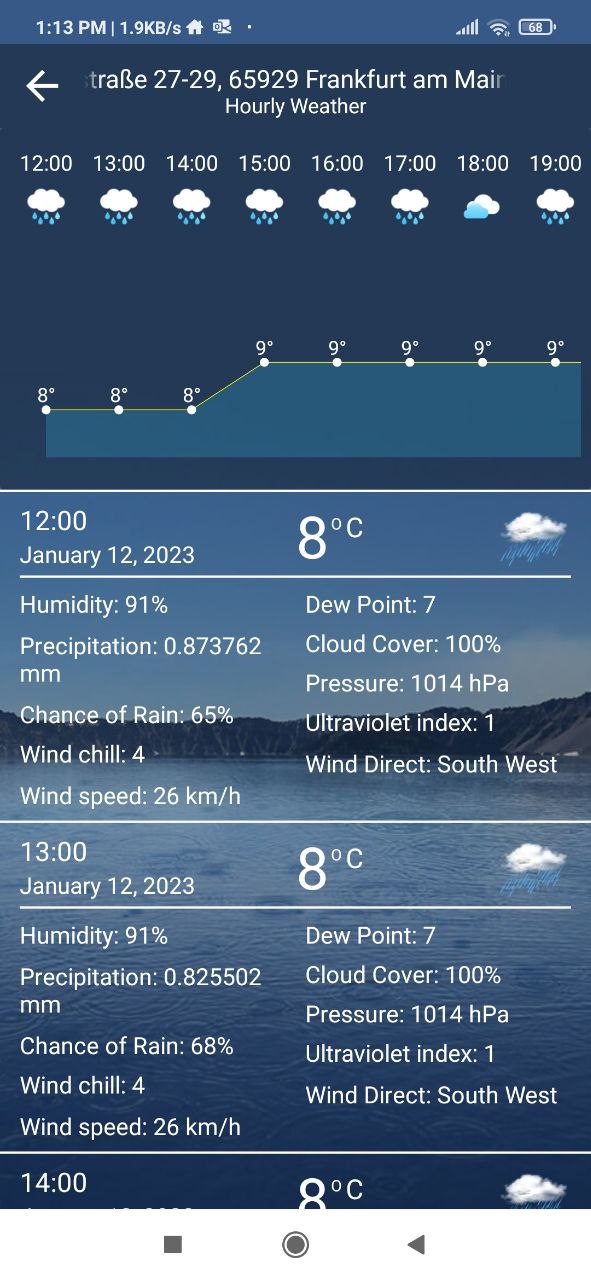 1:13 PM | 1.9KB/s
68
traße 27-29, 65929 Frankfurt am Main
Hourly Weather
12:00 13:00 14:00 15:00 16:00 17:00 18:00 19:00
9° 9° 9° 9° 9°
8° 8° 8°
12:00
8°C
January 12, 2023
Humidity: 91%
Precipitation: 0.873762
mm
Chance of Rain: 65%
Wind chill: 4
Wind speed: 26 km/h
Dew Point: 7
Cloud Cover: 100%
Pressure: 1014 hPa
Ultraviolet index: 1
Wind Direct: South West
13:00
8°C
January 12, 2023
Humidity: 91%
Precipitation: 0.825502
mm
Chance of Rain: 68%
Wind chill: 4
Wind speed: 26 km/h
Dew Point: 7
Cloud Cover: 100%
Pressure: 1014 hPa
Ultraviolet index: 1
Wind Direct: South West
14:00
8°C